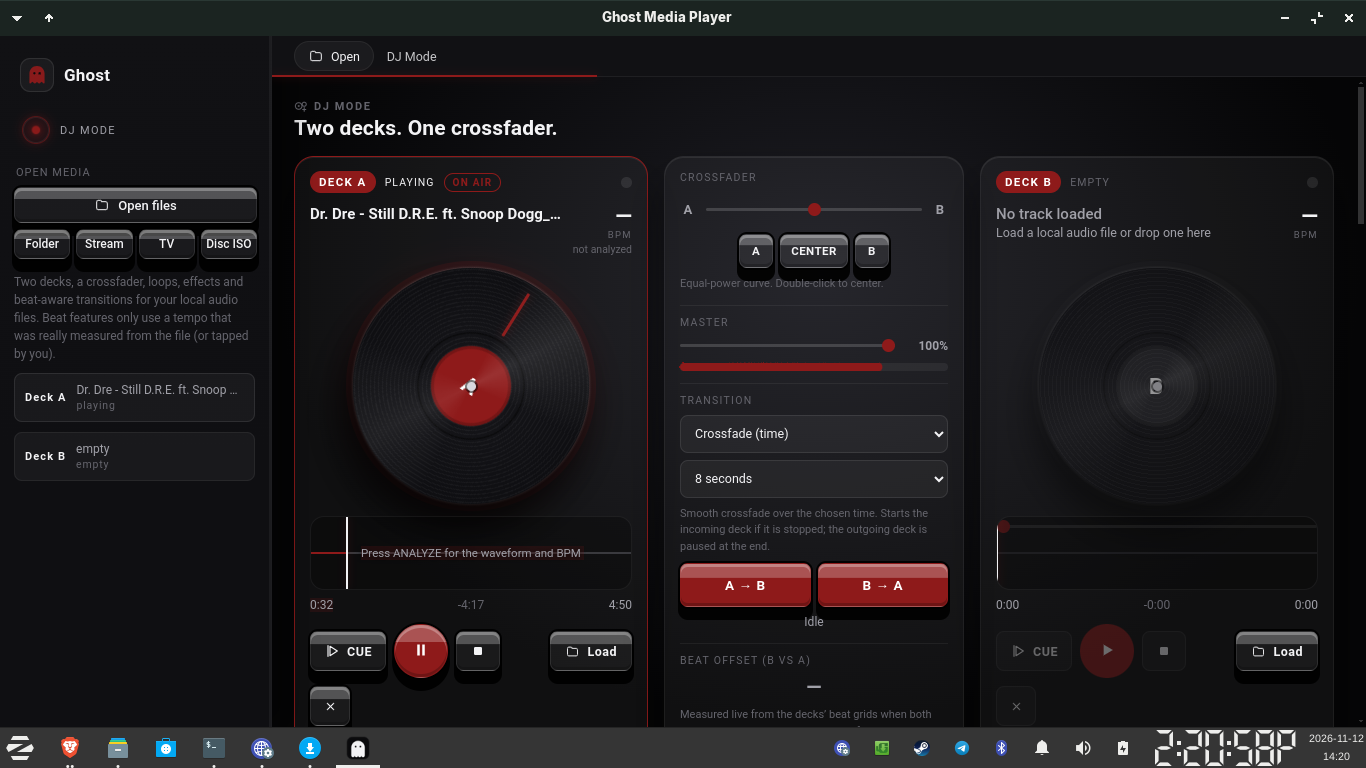 Ghost Media Player
Ghost
DJ MODE
OPEN MEDIA
Open files
Folder
Stream
TV
Disc ISO
Two decks, a crossfader, loops, effects and
beat-aware transitions for your local audio
files. Beat features only use a tempo that
was really measured from the file (or tapped
by you).
Deck A
Dr. Dre - Still D.R.E. ft. Snoop ...
playing
Deck B
empty
empty
Open
DJ Mode
DJ MODE
Two decks. One crossfader.
DECK A
PLAYING
ON AIR
Dr. Dre - Still D.R.E. ft. Snoop Dogg_...
—
BPM
not analyzed
Press ANALYZE for the waveform and BPM
0:32
-4:17
4:50
CUE
Load
×
CROSSFADER
A
B
A
CENTER
B
Equal-power curve. Double-click to center.
MASTER
100%
TRANSITION
Crossfade (time)
8 seconds
Smooth crossfade over the chosen time. Starts the
incoming deck if it is stopped; the outgoing deck is
paused at the end.
A → B
B → A
Idle
BEAT OFFSET (B VS A)
—
Measured live from the decks' beat grids when both
DECK B
EMPTY
No track loaded
—
Load a local audio file or drop one here
BPM
0:00
-0:00
0:00
CUE
Load
×
2:20:58P
2026-11-12
14:20